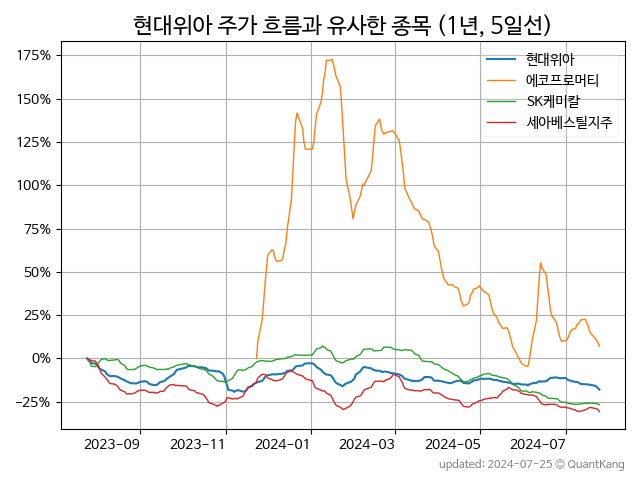 현대위아 주가 흐름과 유사한 종목 (1년, 5일선)
현대위아
에코프로머티
SK케미칼
세아베스틸지주
175%
150%
125%
100%
75%
50%
25%
0%
−25%
2023-09
2023-11
2024-01
2024-03
2024-05
2024-07
updated: 2024-07-25 © QuantKang